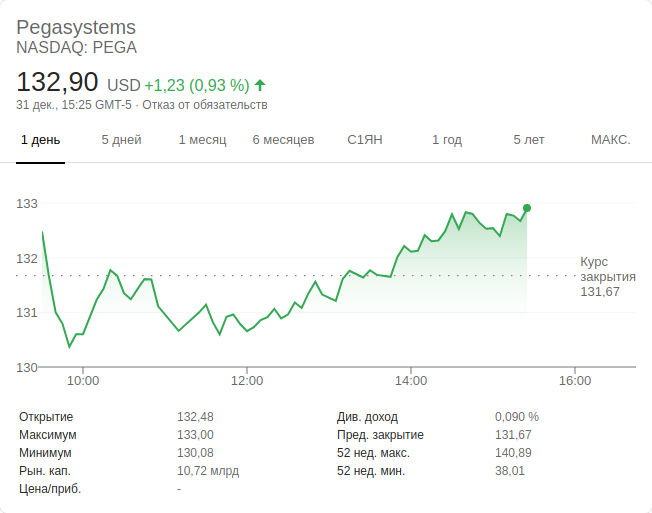 Pegasystems
NASDAQ: PEGA
132,90 USD +1,23 (0,93 %)
31 дек., 15:25 GMT-5 · Отказ от обязательств
1 день 5 дней 1 месяц 6 месяцев С1ЯН 1 год 5 лет МАКС.
133
132
131
130
Курс
закрытия
131,67
10:00 12:00 14:00 16:00
Открытие 132,48 Див. доход 0,090 %
Максимум 133,00 Пред. закрытие 131,67
Минимум 130,08 52 нед. макс. 140,89
Рын. кап. 10,72 млрд 52 нед. мин. 38,01
Цена/приб. -